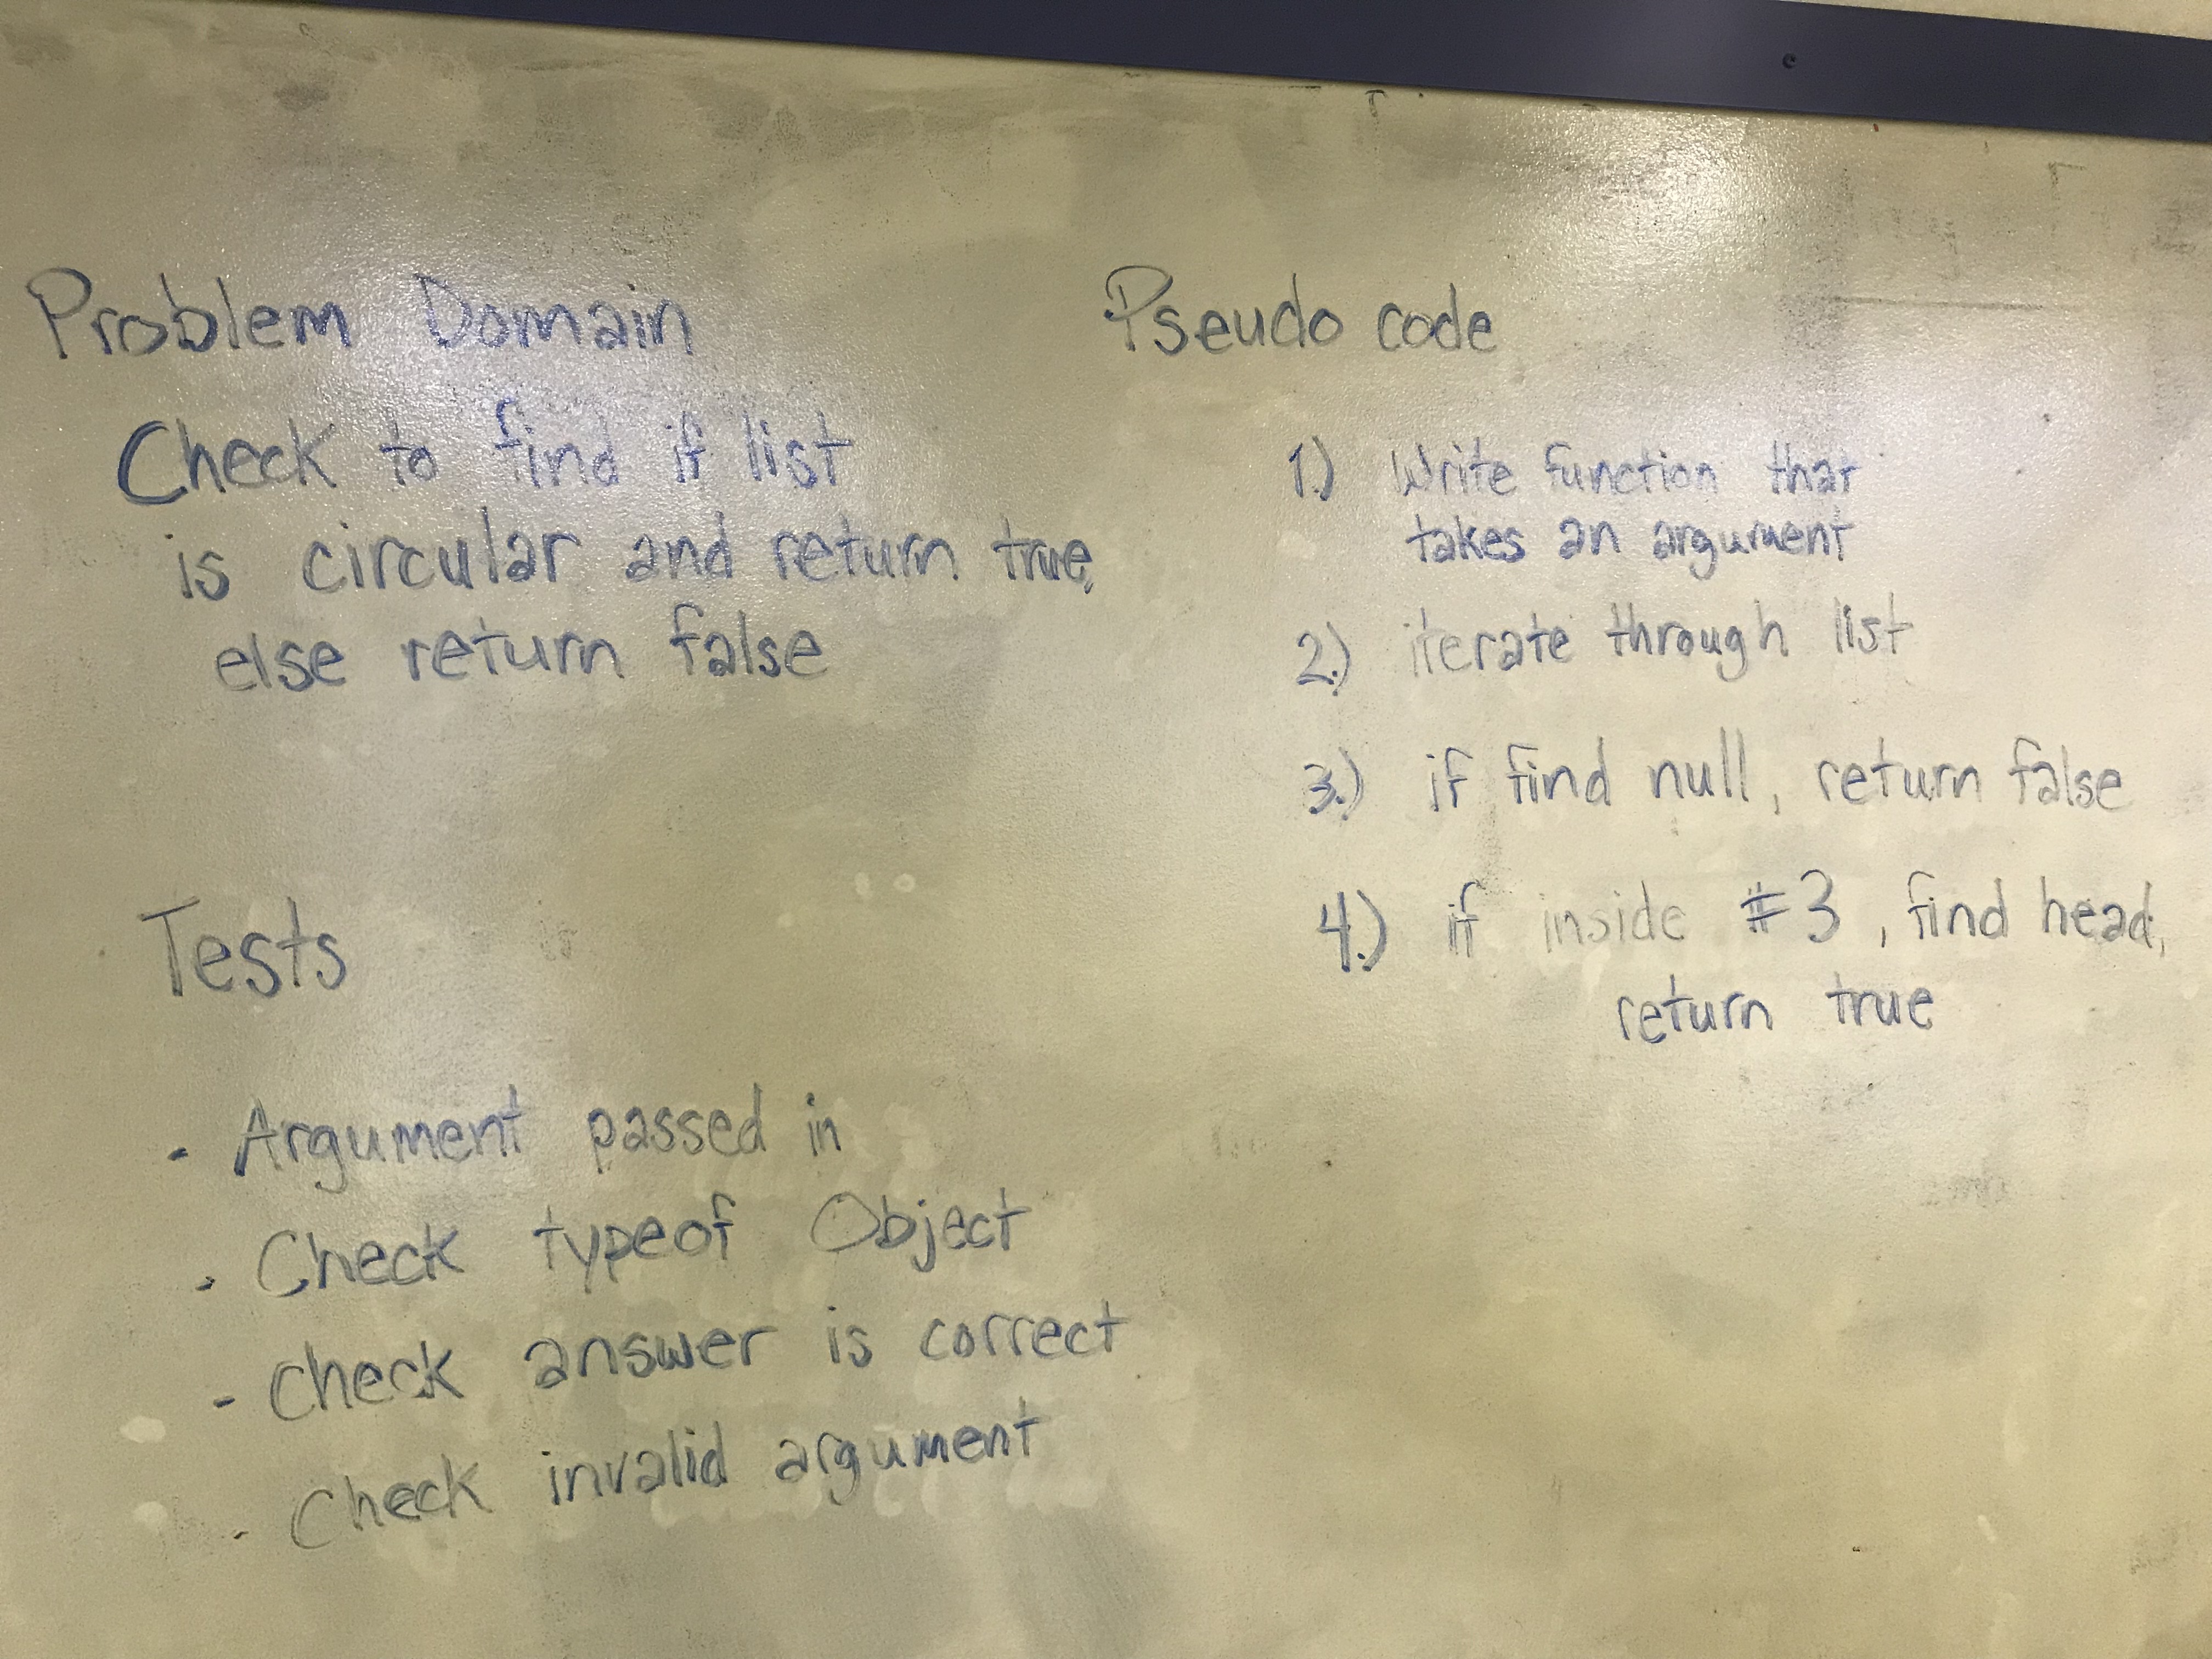 Problem Domain
Check to find if list
is circular and return true,
else return false
Tests
- Argument passed in
- Check typeof Object
- Check answer is correct
- Check invalid argument
Pseudo code
1.) Write function that
takes an argument
2.) iterate through list
3.) if find null, return false
4.) if inside #3, find head,
return true